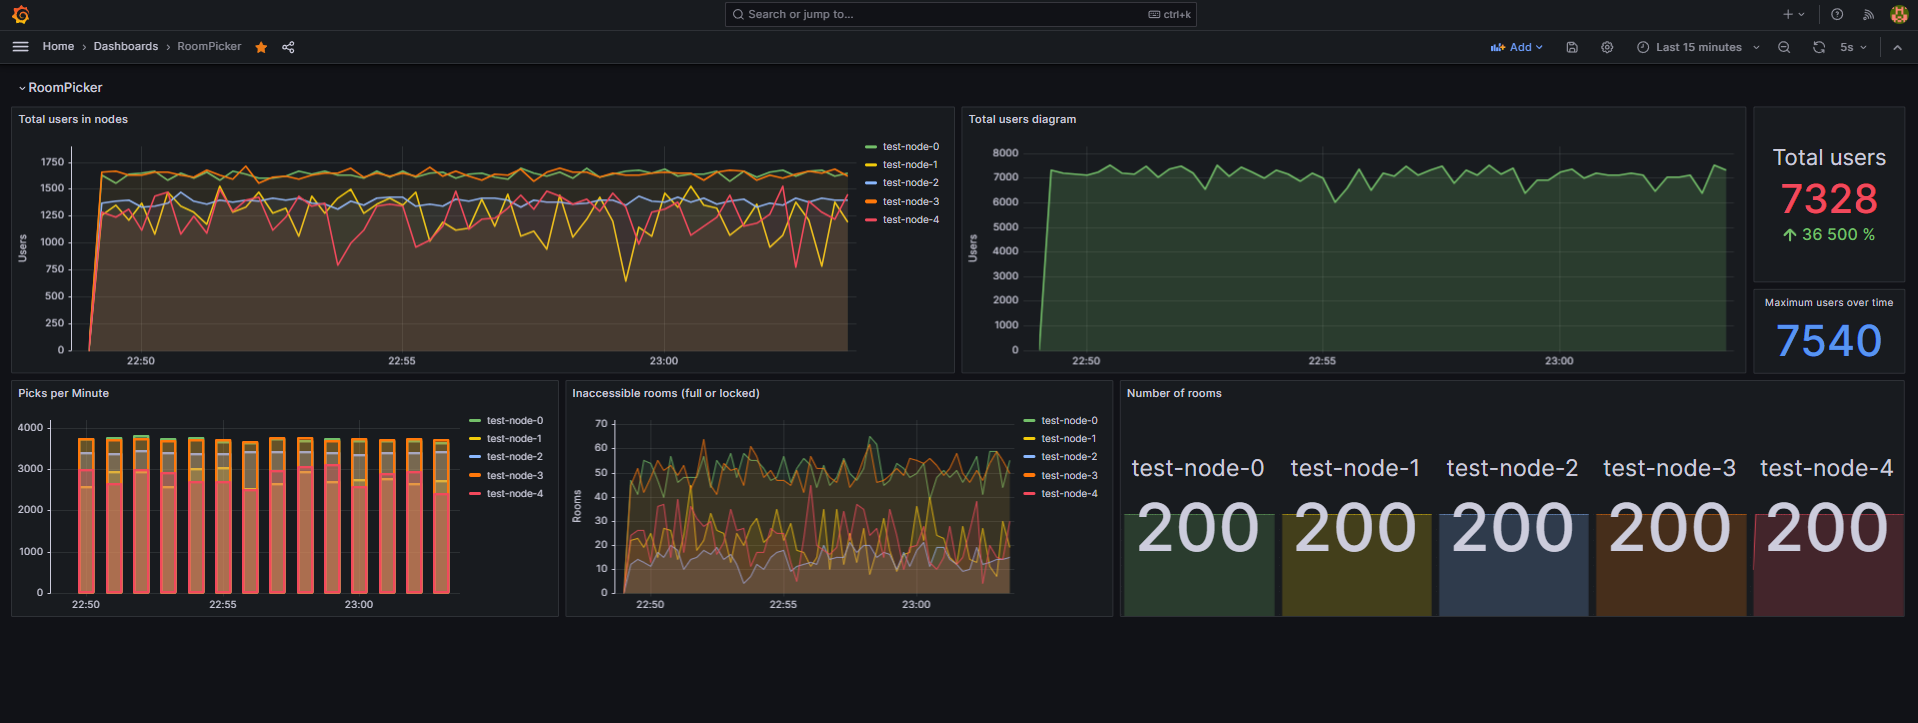 Search or jump to...
ctrl+k
Home › Dashboards › RoomPicker
Add
Last 15 minutes
5s
RoomPicker
Total users in nodes
Users
1750
1500
1250
1000
750
500
250
0
22:50
22:55
23:00
test-node-0
test-node-1
test-node-2
test-node-3
test-node-4
Total users diagram
Users
8000
7000
6000
5000
4000
3000
2000
1000
0
22:50
22:55
23:00
Total users
7328
36 500 %
Maximum users over time
7540
Picks per Minute
4000
3000
2000
1000
0
22:50
22:55
23:00
test-node-0
test-node-1
test-node-2
test-node-3
test-node-4
Inaccessible rooms (full or locked)
Rooms
70
60
50
40
30
20
10
0
22:50
22:55
23:00
test-node-0
test-node-1
test-node-2
test-node-3
test-node-4
Number of rooms
test-node-0
200
test-node-1
200
test-node-2
200
test-node-3
200
test-node-4
200